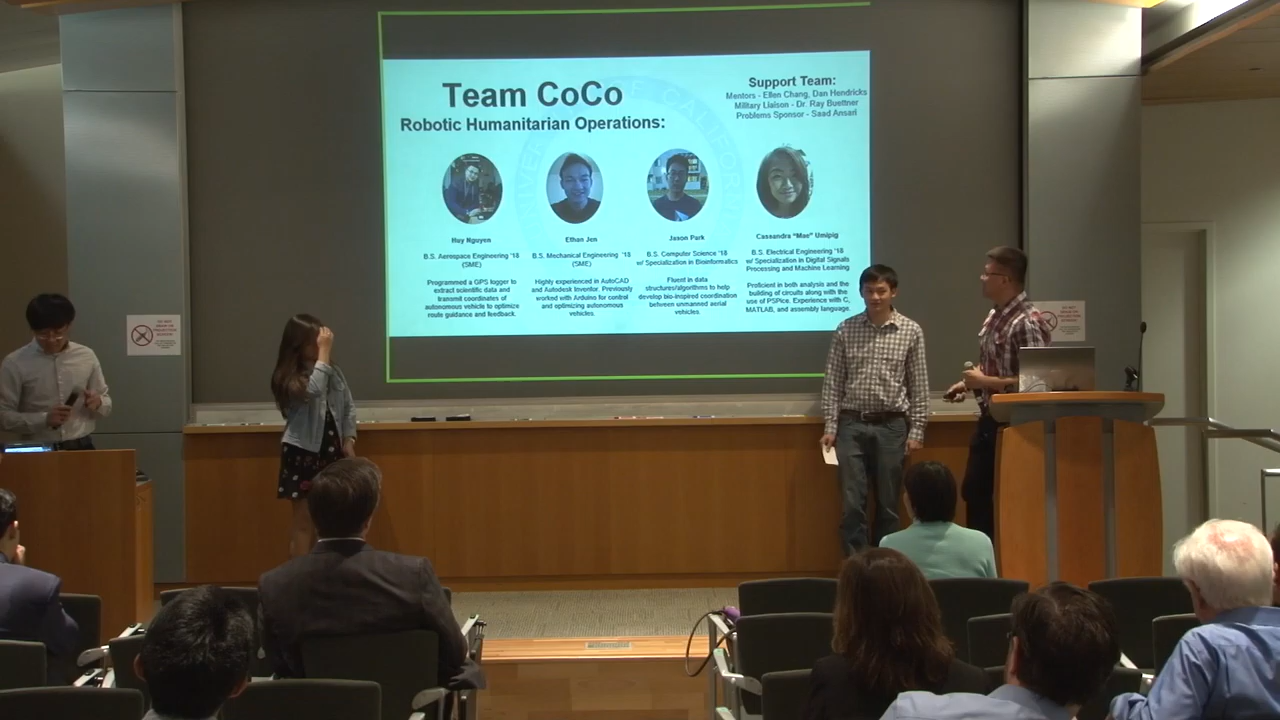 Team CoCo
Robotic Humanitarian Operations:
Support Team:
Mentors - Ellen Chang, Dan Hendricks
Military Liaison - Dr. Ray Buettner
Problems Sponsor - Saad Ansari
Huy Nguyen
B.S. Aerospace Engineering '18
(SME)
Programmed a GPS logger to
extract scientific data and
transmit coordinates of
autonomous vehicle to optimize
route guidance and feedback.
Ethan Jen
B.S. Mechanical Engineering '18
(SME)
Highly experienced in AutoCAD
and Autodesk Inventor. Previously
worked with Arduino for control
and optimizing autonomous
vehicles.
Jason Park
B.S. Computer Science '18
w/ Specialization in Bioinformatics
Fluent in data
structures/algorithms to help
develop bio-inspired coordination
between unmanned aerial
vehicles.
Cassandra "Mae" Umipig
B.S. Electrical Engineering '18
w/ Specialization in Digital Signals
Processing and Machine Learning
Proficient in both analysis and the
building of circuits along with the
use of PSPice. Experience with C,
MATLAB, and assembly language.